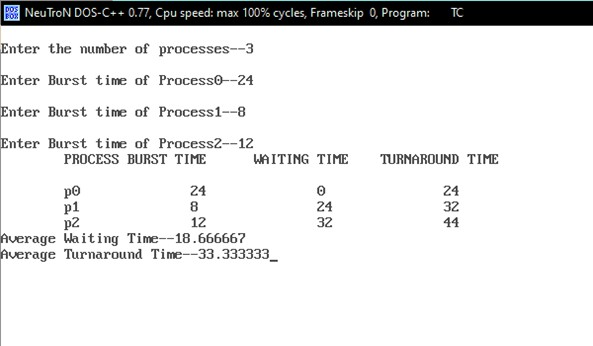 DOS BOX NeuTroN DOS-C++ 0.77, Cpu speed: max 100% cycles, Frameskip 0, Program: TC
Enter the number of processes--3
Enter Burst time of Process0--24
Enter Burst time of Process1--8
Enter Burst time of Process2--12
PROCESS BURST TIME WAITING TIME TURNAROUND TIME
p0 24 0 24
p1 8 24 32
p2 12 32 44
Average Waiting Time--18.666667
Average Turnaround Time--33.333333_